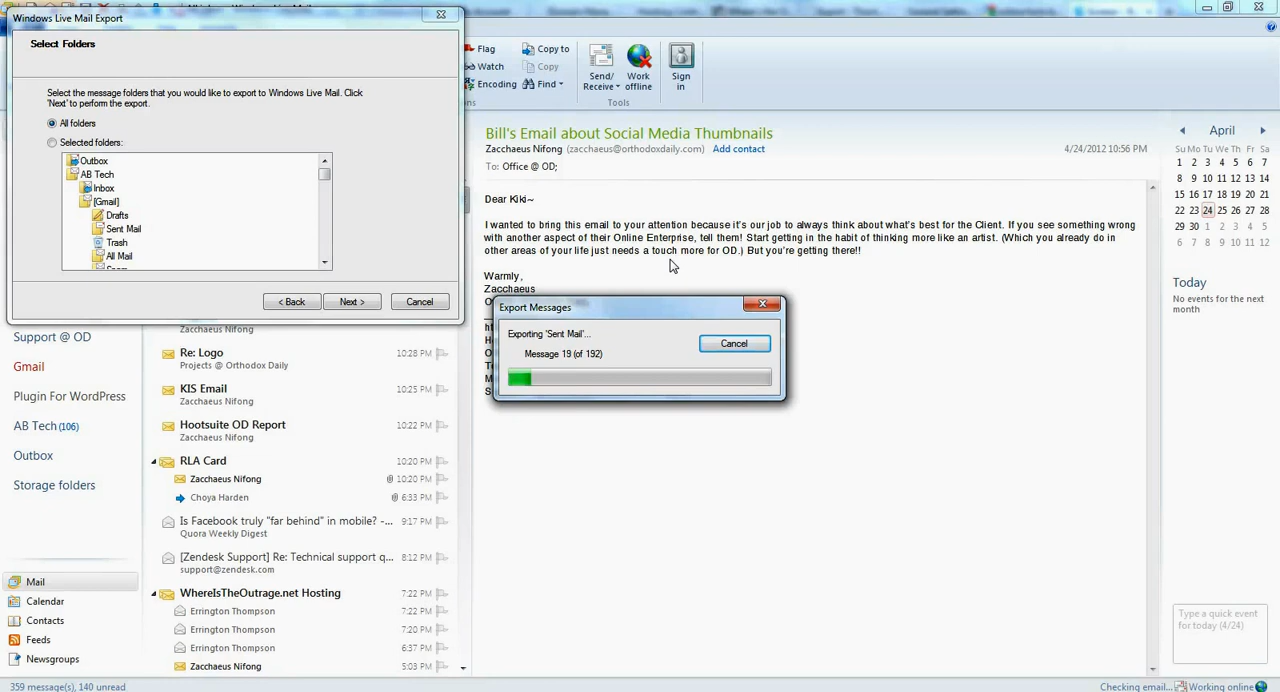 Windows Live Mail Export
Select Folders
Select the message folders that you would like to export to Windows Live Mail. Click
'Next' to perfom the export.
All folders
Selected folders:
Outbox
AB Tech
Inbox
[Gmail]
Drafts
Sent Mail
Trash
All Mail
< Back
Next >
Cancel
Flag
Watch
Encoding
Copy to
Copy
Find
Send/
Receive
Work
offline
Tools
Sign
in
Bill's Email about Social Media Thumbnails
Zacchaeus Nifong (zacchaeus@orthodoxdaily.com) Add contact
4/24/2012 10:56 PM
To: Office @ OD;
Dear Kiki~
I wanted to bring this email to your attention because it's our job to always think about what's best for the Client. If you see something wrong
with another aspect of their Online Enterprise, tell them! Start getting in the habit of thinking more like an artist. (Which you already do in
other areas of your life just needs a touch more for OD.) But you're getting there!!
Warmly,
Zacchaeus
Export Messages
Exporting 'Sent Mail'...
Message 19 (of 192)
Cancel
Support @ OD
Gmail
Plugin For WordPress
AB Tech (106)
Outbox
Storage folders
Mail
Calendar
Contacts
Feeds
Newsgroups
Zacchaeus Nifong
Re: Logo 10:28 PM
Projects @ Orthodox Daily
KIS Email 10:25 PM
Zacchaeus Nifong
Hootsuite OD Report 10:22 PM
Zacchaeus Nifong
RLA Card 10:20 PM
Zacchaeus Nifong 10:20 PM
Choya Harden 6:33 PM
Is Facebook truly "far behind" in mobile? -... 9:17 PM
Quora Weekly Digest
[Zendesk Support] Re: Technical support q... 8:12 PM
support@zendesk.com
WhereIsTheOutrage.net Hosting 7:22 PM
Errington Thompson 7:22 PM
Errington Thompson 7:20 PM
Errington Thompson 6:37 PM
Zacchaeus Nifong 5:03 PM
April
Su Mo Tu We Th Fr Sa
1 2 3 4 5 6 7
8 9 10 11 12 13 14
15 16 17 18 19 20 21
22 23 24 25 26 27 28
29 30 1 2 3 4 5
6 7 8 9 10 11 12
Today
No events for the next
month
Type a quick event
for today (4/24)
359 message(s), 140 unread
Checking email...
Working online